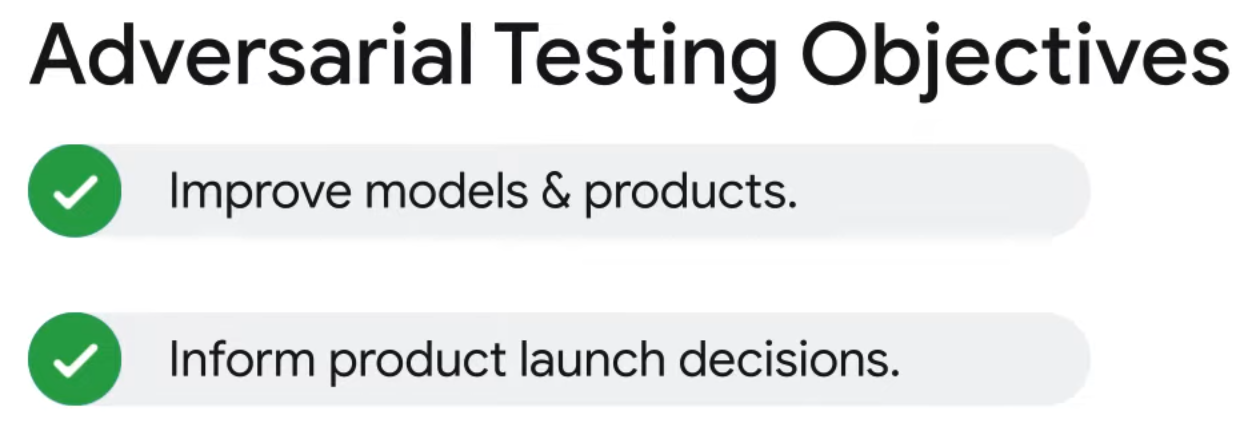 Adversarial Testing Objectives
Improve models & products.
Inform product launch decisions.